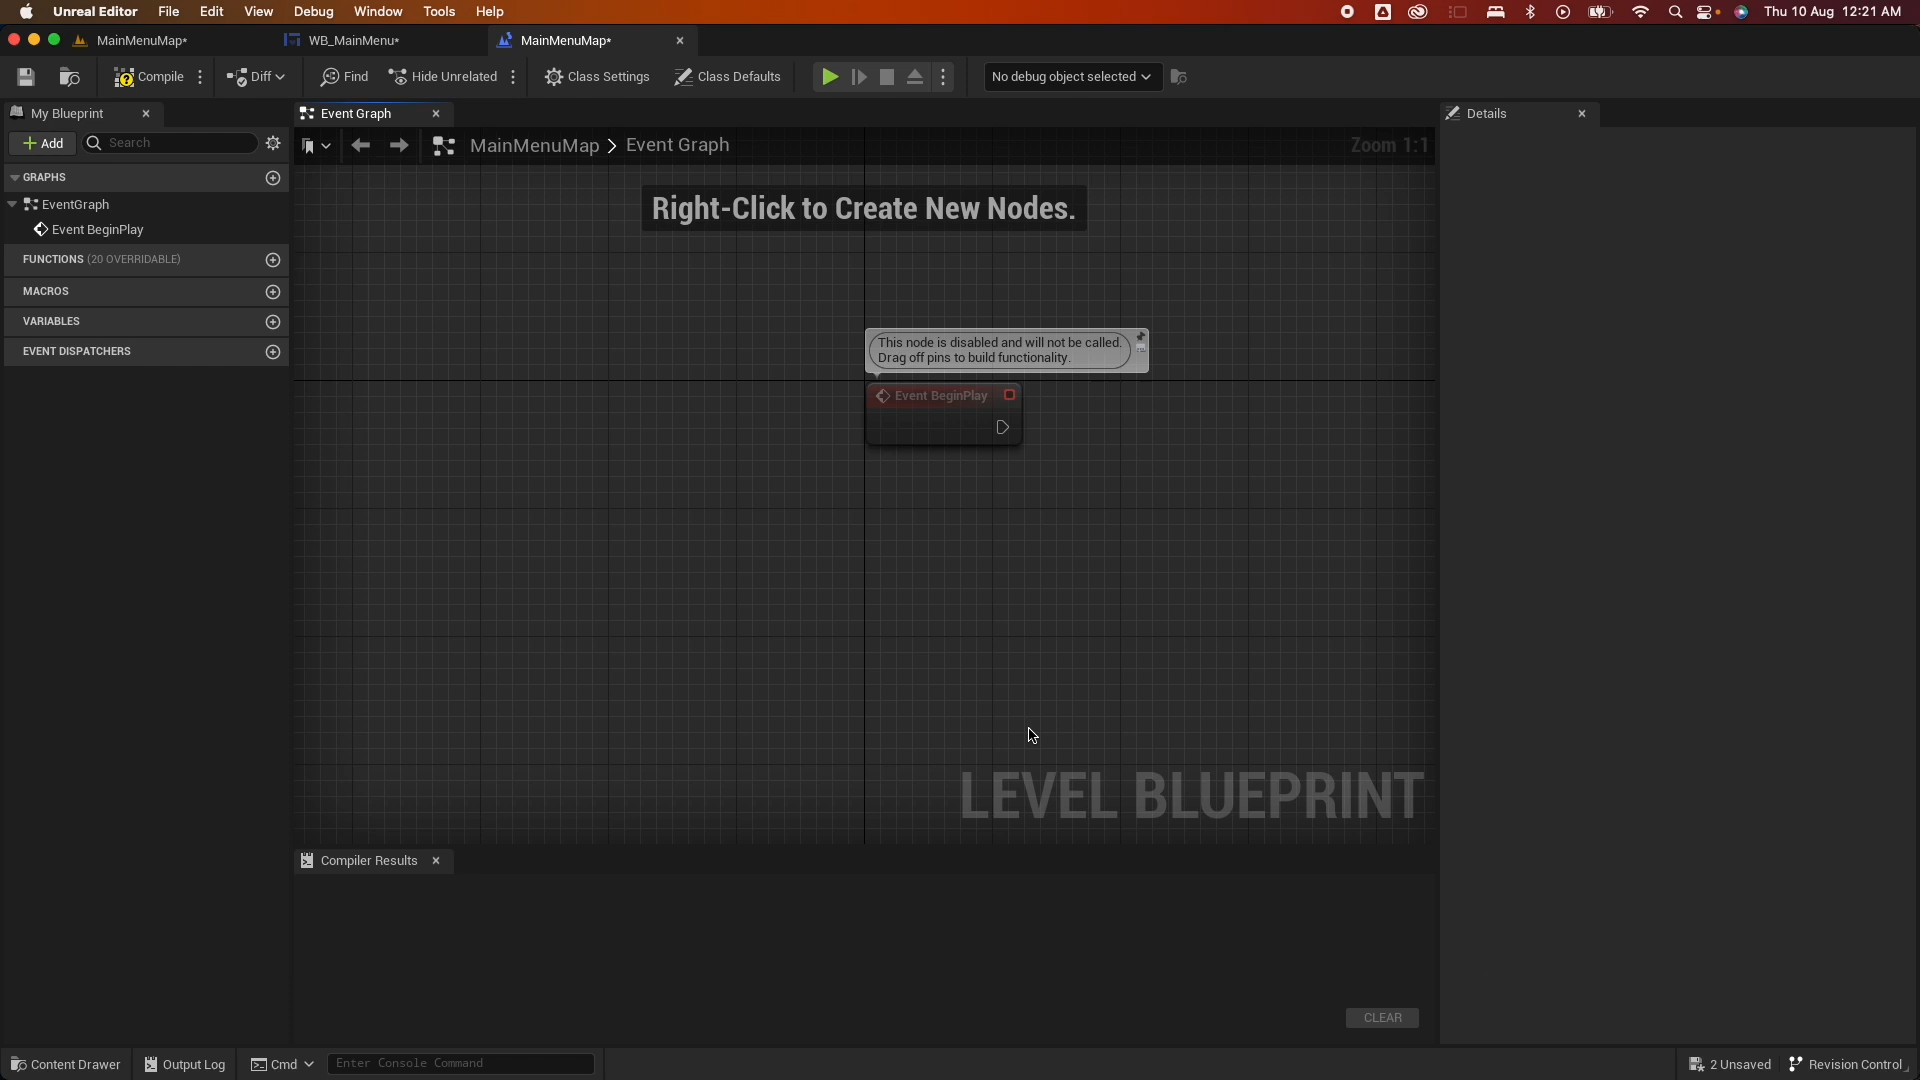 Unreal Editor File Edit View Debug Window Tools Help Thu 10 Aug 12:21 AM
MainMenuMap* WB_MainMenu* MainMenuMap*
Compile Diff Find Hide Unrelated Class Settings Class Defaults No debug object selected
My Blueprint Event Graph Details
Add Search MainMenuMap > Event Graph Zoom 1:1
GRAPHS
EventGraph
Event BeginPlay
FUNCTIONS (20 OVERRIDABLE)
MACROS
VARIABLES
EVENT DISPATCHERS
Right-Click to Create New Nodes.
This node is disabled and will not be called.
Drag off pins to build functionality.
Event BeginPlay
LEVEL BLUEPRINT
Compiler Results
CLEAR
Content Drawer Output Log Cmd Enter Console Command 2 Unsaved Revision Control